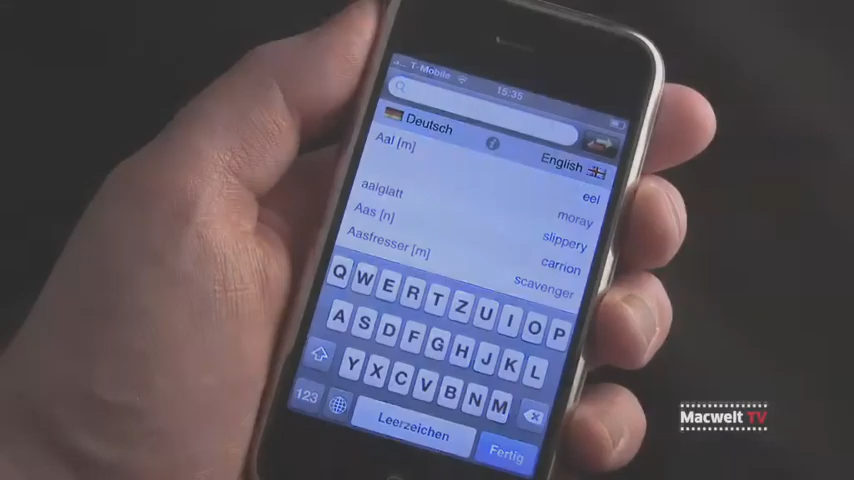 T-Mobile 15:35
Deutsch English
Aal [m] eel
moray
aalglatt slippery
Aas [n] carrion
Aasfresser [m] scavenger
Q W E R T Z U I O P
A S D F G H J K L
Y X C V B N M
123 Leerzeichen Fertig
Macwelt TV